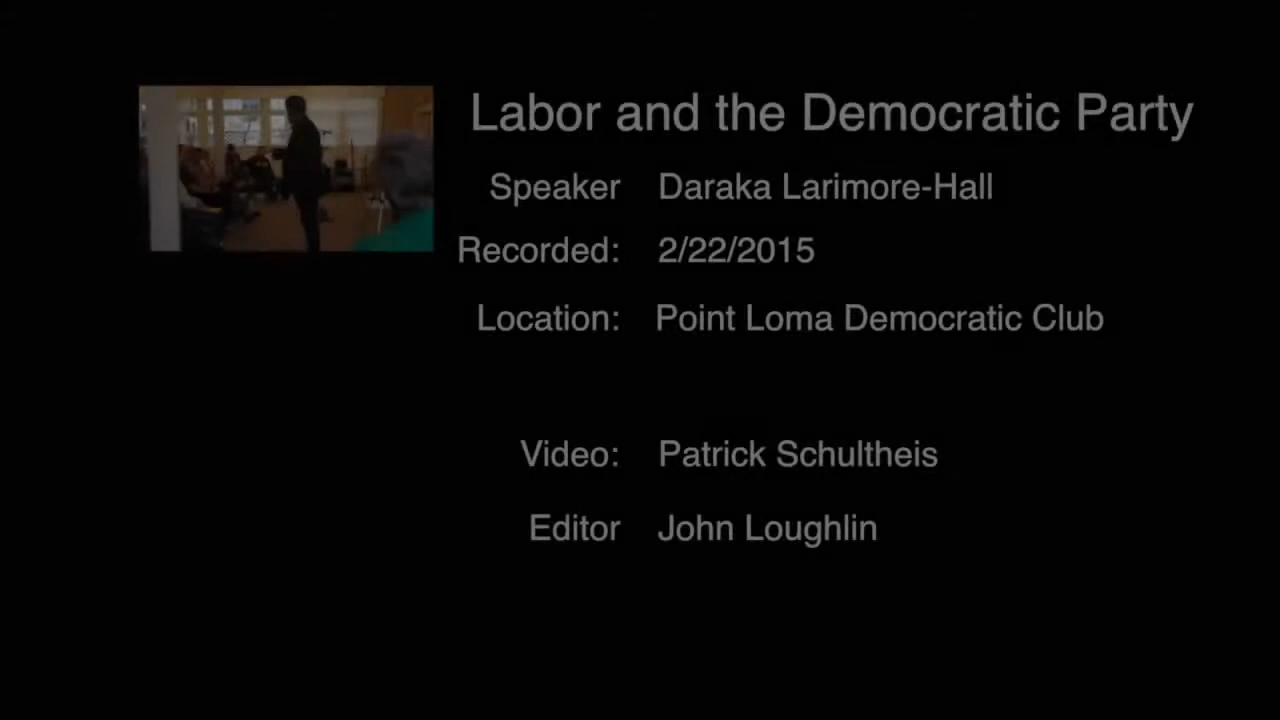 Labor and the Democratic Party
Speaker Daraka Larimore-Hall
Recorded: 2/22/2015
Location: Point Loma Democratic Club
Video: Patrick Schultheis
Editor John Loughlin